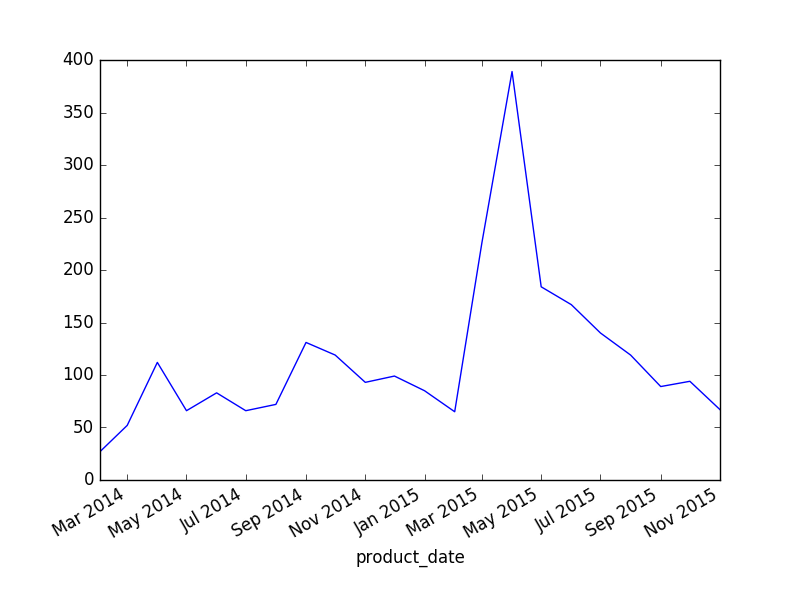 400
350
300
250
200
150
100
50
0
Mar 2014
May 2014
Jul 2014
Sep 2014
Nov 2014
Jan 2015
Mar 2015
May 2015
Jul 2015
Sep 2015
Nov 2015
product_date